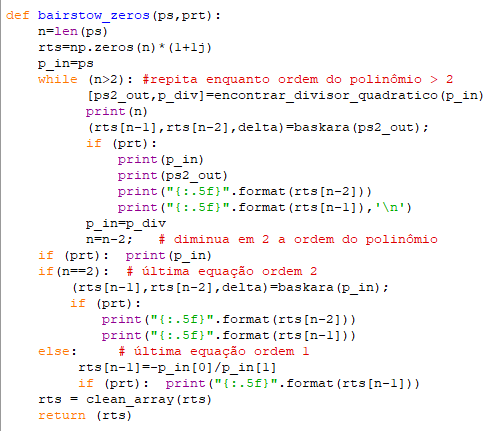 def bairstow_zeros(ps,prt):
    n=len(ps)
    rts=np.zeros(n)*(1+1j)
    p_in=ps
    while (n>2): #repita enquanto ordem do polinômio > 2
          [ps2_out,p_div]=encontrar_divisor_quadratico(p_in)
          print(n)
          (rts[n-1],rts[n-2],delta)=baskara(ps2_out);
          if (prt):
              print(p_in)
              print(ps2_out)
              print("{:.5f}".format(rts[n-2]))
              print("{:.5f}".format(rts[n-1]),'\n')
          p_in=p_div
          n=n-2;   # diminua em 2 a ordem do polinômio
    if (prt):  print(p_in)
    if(n==2):  # última equação ordem 2
        (rts[n-1],rts[n-2],delta)=baskara(p_in);
        if (prt):
            print("{:.5f}".format(rts[n-2]))
            print("{:.5f}".format(rts[n-1]))
    else:     # última equação ordem 1
         rts[n-1]=-p_in[0]/p_in[1]
         if (prt):  print("{:.5f}".format(rts[n-1]))
    rts = clean_array(rts)
    return (rts)